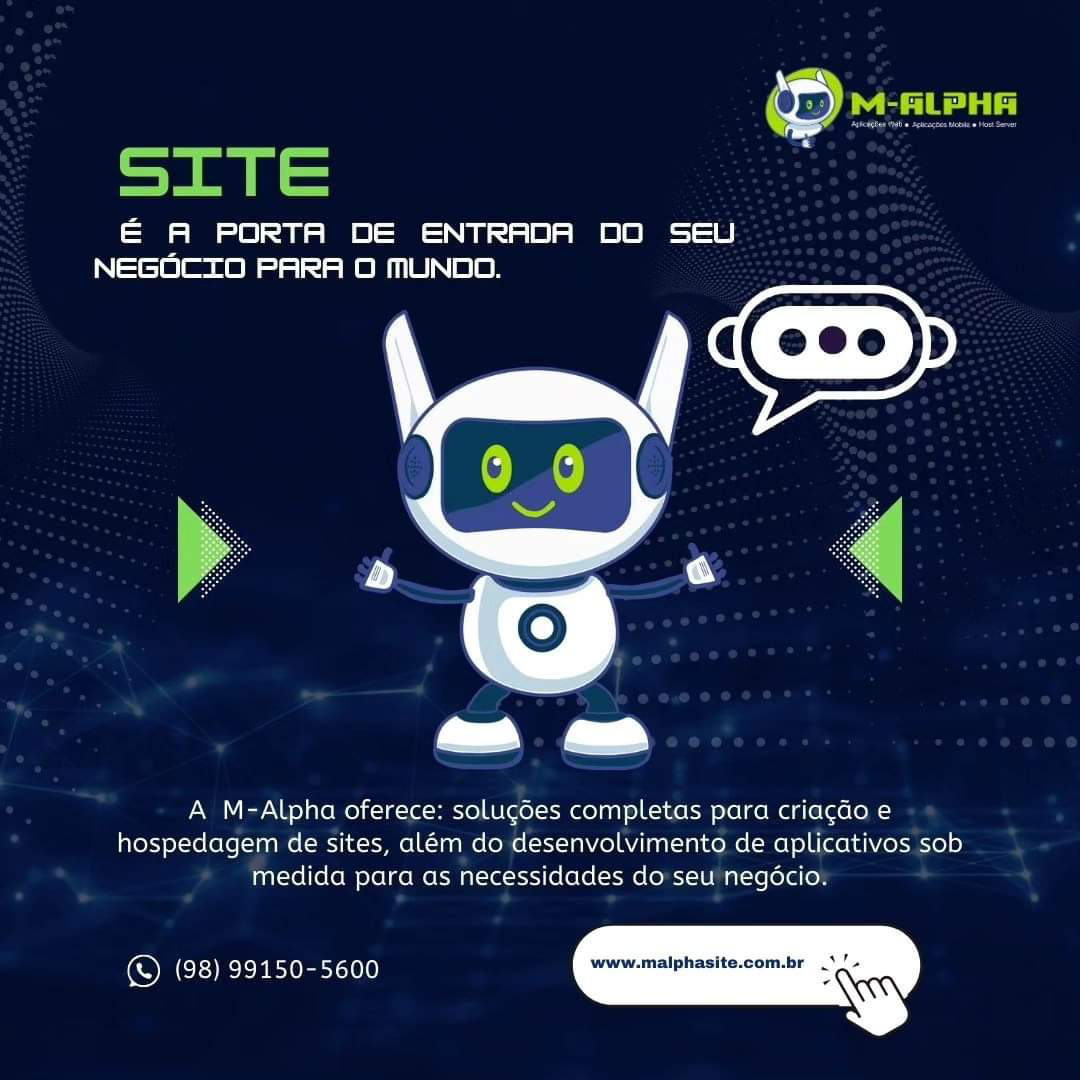 M-ALPHA
Aplicações Web • Aplicações Mobile • Host Server
SITE
É A PORTA DE ENTRADA DO SEU
NEGÓCIO PARA O MUNDO.
A M-Alpha oferece: soluções completas para criação e
hospedagem de sites, além do desenvolvimento de aplicativos sob
medida para as necessidades do seu negócio.
(98) 99150-5600
www.malphasite.com.br